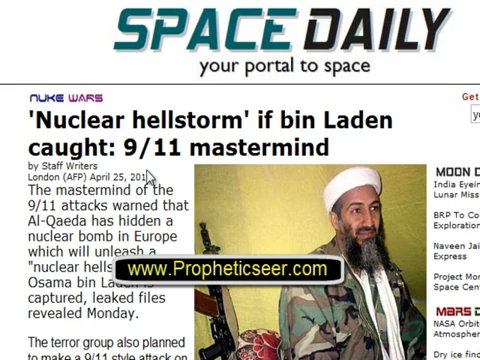 SPACE DAILY
your portal to space
NUKE WARS
Get
'Nuclear hellstorm' if bin Laden
caught: 9/11 mastermind
by Staff Writers
London (AFP) April 25, 201
The mastermind of the
9/11 attacks warned that
Al-Qaeda has hidden a
nuclear bomb in Europe
which will unleash a
"nuclear hells
Osama bin Laden is
captured, leaked files
revealed Monday.
The terror group also planned
to make a 9/11 style attack on
www.Propheticseer.com
MOON D
India Eyein
Lunar Miss
BRP To Co
Exploration
Naveen Jai
Express
Project Mo
Space Cent
MARS D
NASA Orbit
Atmospher
Dry ice find